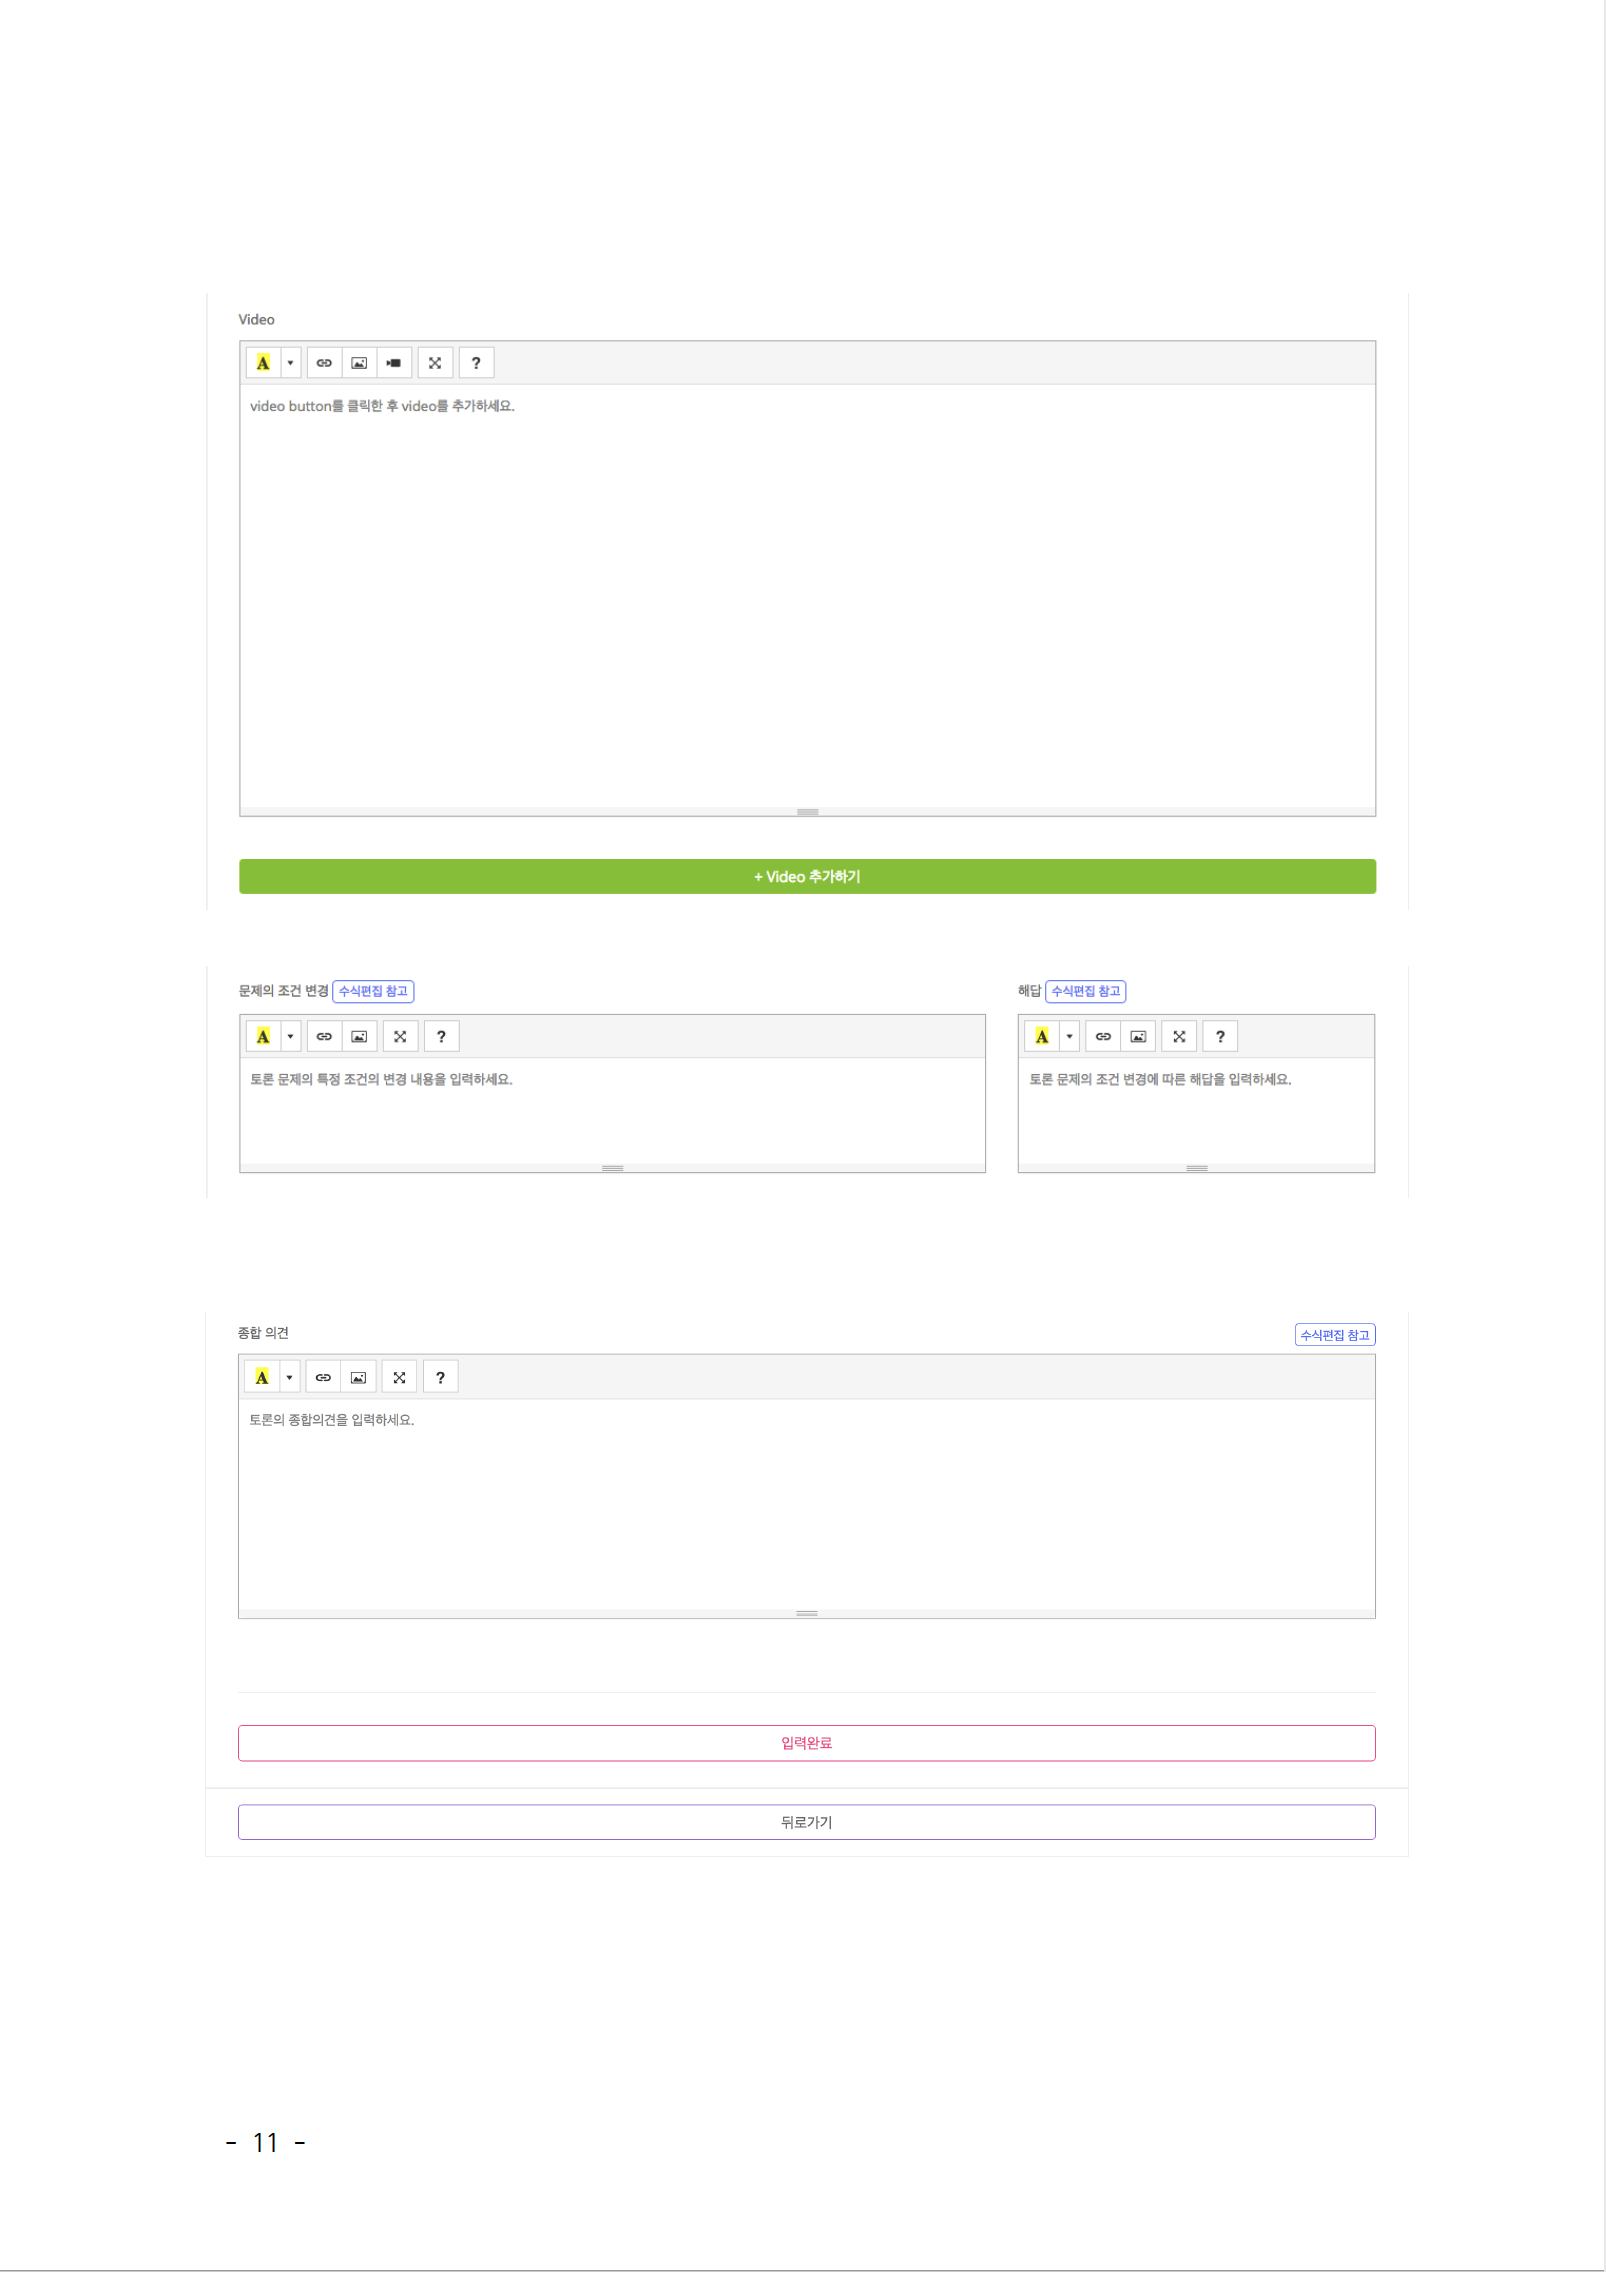 Video
A
?
video button를 클릭한 후 video를 추가하세요.
+ Video 추가하기
문제의 조건 변경 수식편집 참고
A
?
토론 문제의 특정 조건의 변경 내용을 입력하세요.
해답 수식편집 참고
A
?
토론 문제의 조건 변경에 따른 해답을 입력하세요.
종합 의견 수식편집 참고
A
?
토론의 종합의견을 입력하세요.
입력완료
뒤로가기
- 11 -